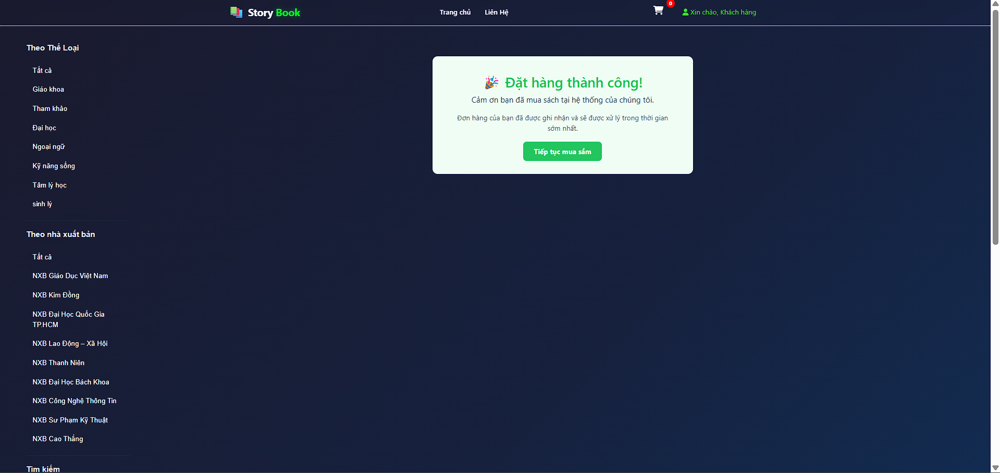 Story Book
Trang chủ
Liên Hệ
0
Xin chào, Khách hàng
Theo Thể Loại
Tất cả
Giáo khoa
Tham khảo
Đại học
Ngoại ngữ
Kỹ năng sống
Tâm lý học
sinh lý
Theo nhà xuất bản
Tất cả
NXB Giáo Dục Việt Nam
NXB Kim Đồng
NXB Đại Học Quốc Gia
TP.HCM
NXB Lao Động – Xã Hội
NXB Thanh Niên
NXB Đại Học Bách Khoa
NXB Công Nghệ Thông Tin
NXB Sư Phạm Kỹ Thuật
NXB Cao Thắng
Tìm kiếm
Đặt hàng thành công!
Cảm ơn bạn đã mua sách tại hệ thống của chúng tôi.
Đơn hàng của bạn đã được ghi nhận và sẽ được xử lý trong thời gian
sớm nhất.
Tiếp tục mua sắm